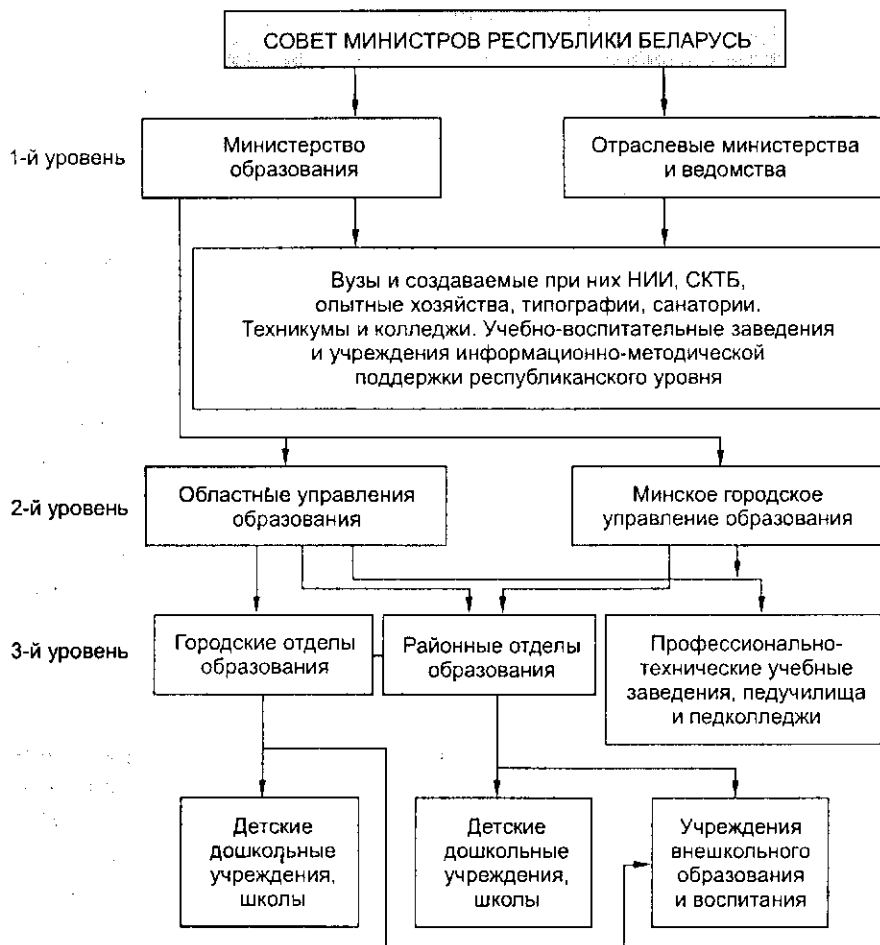 СОВЕТ МИНИСТРОВ РЕСПУБЛИКИ БЕЛАРУСЬ
1-й уровень
Министерство
образования
Отраслевые министерства
и ведомства
Вузы и создаваемые при них НИИ, СКТБ,
опытные хозяйства, типографии, санатории.
Техникумы и колледжи. Учебно-воспитательные заведения
и учреждения информационно-методической
поддержки республиканского уровня
2-й уровень
Областные управления
образования
Минское городское
управление образования
3-й уровень
Городские отделы
образования
Районные отделы
образования
Профессионально-
технические учебные
заведения, педучилища
и педколледжи
Детские
дошкольные
учреждения,
школы
Детские
дошкольные
учреждения,
школы
Учреждения
внешкольного
образования
и воспитания